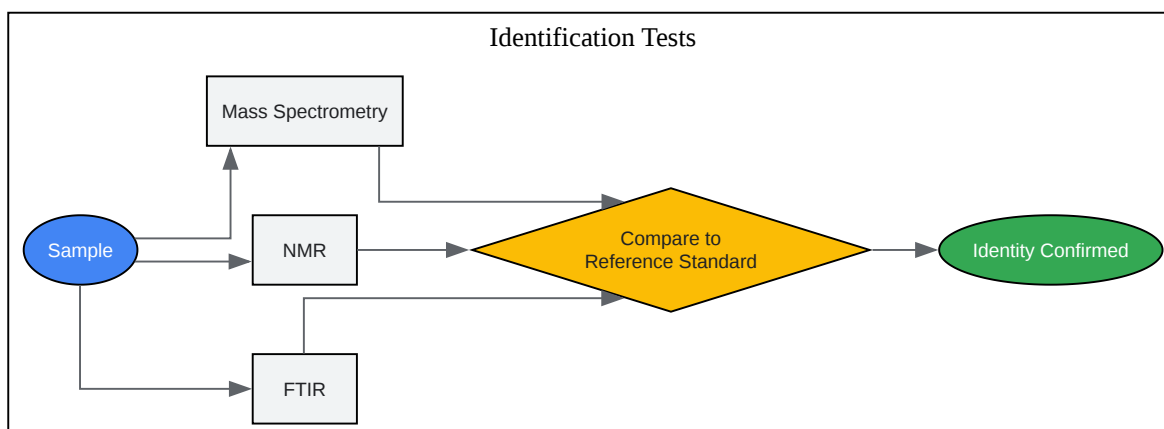 Identification Tests
Mass Spectrometry
Sample
NMR
Compare to
Reference Standard
Identity Confirmed
FTIR